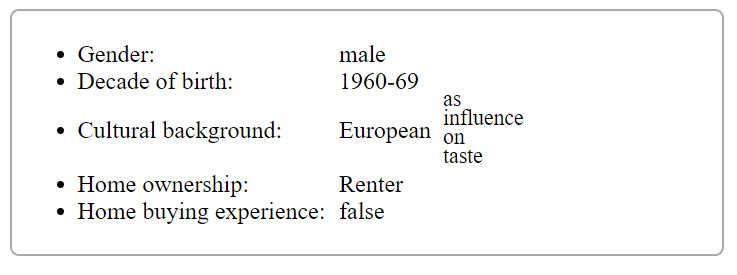 • Gender: male
• Decade of birth: 1960-69
• Cultural background: European as influence on taste
• Home ownership: Renter
• Home buying experience: false